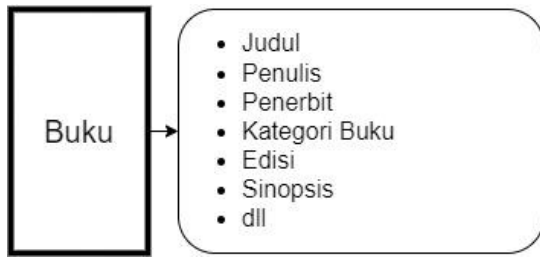 Buku
Judul
Penulis
Penerbit
Kategori Buku
Edisi
Sinopsis
dll